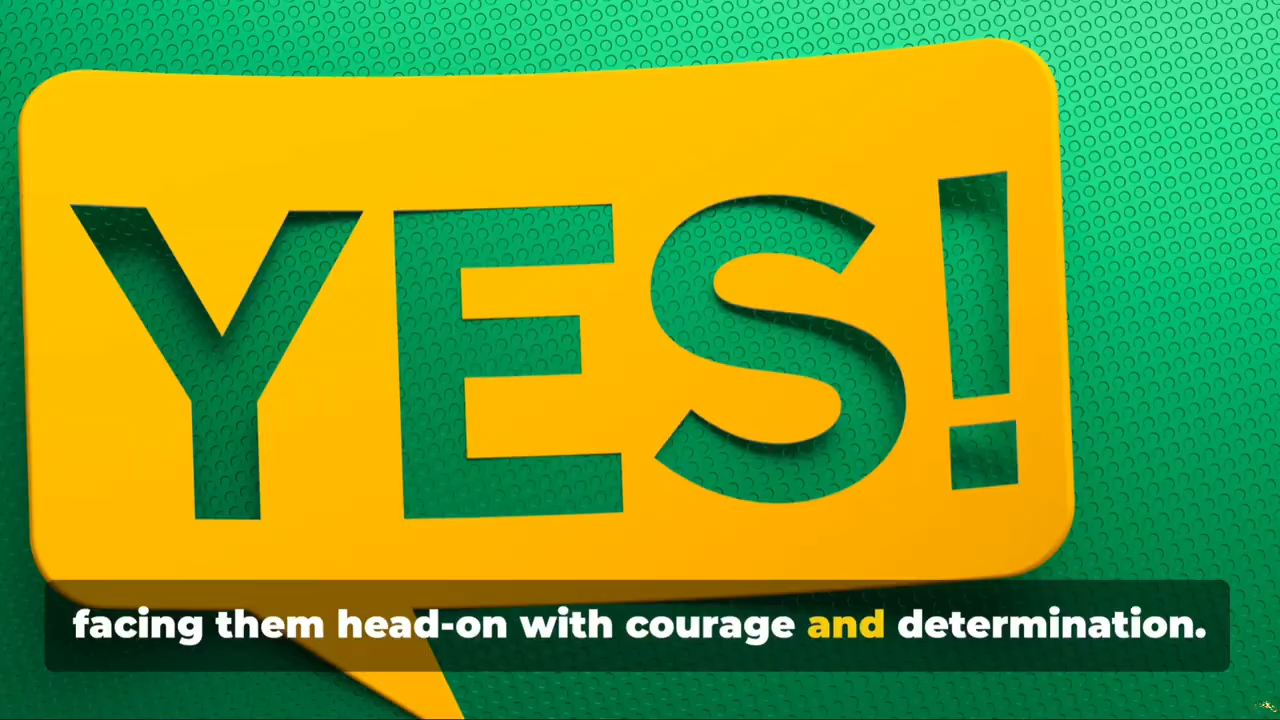 YES!
facing them head-on with courage and determination.